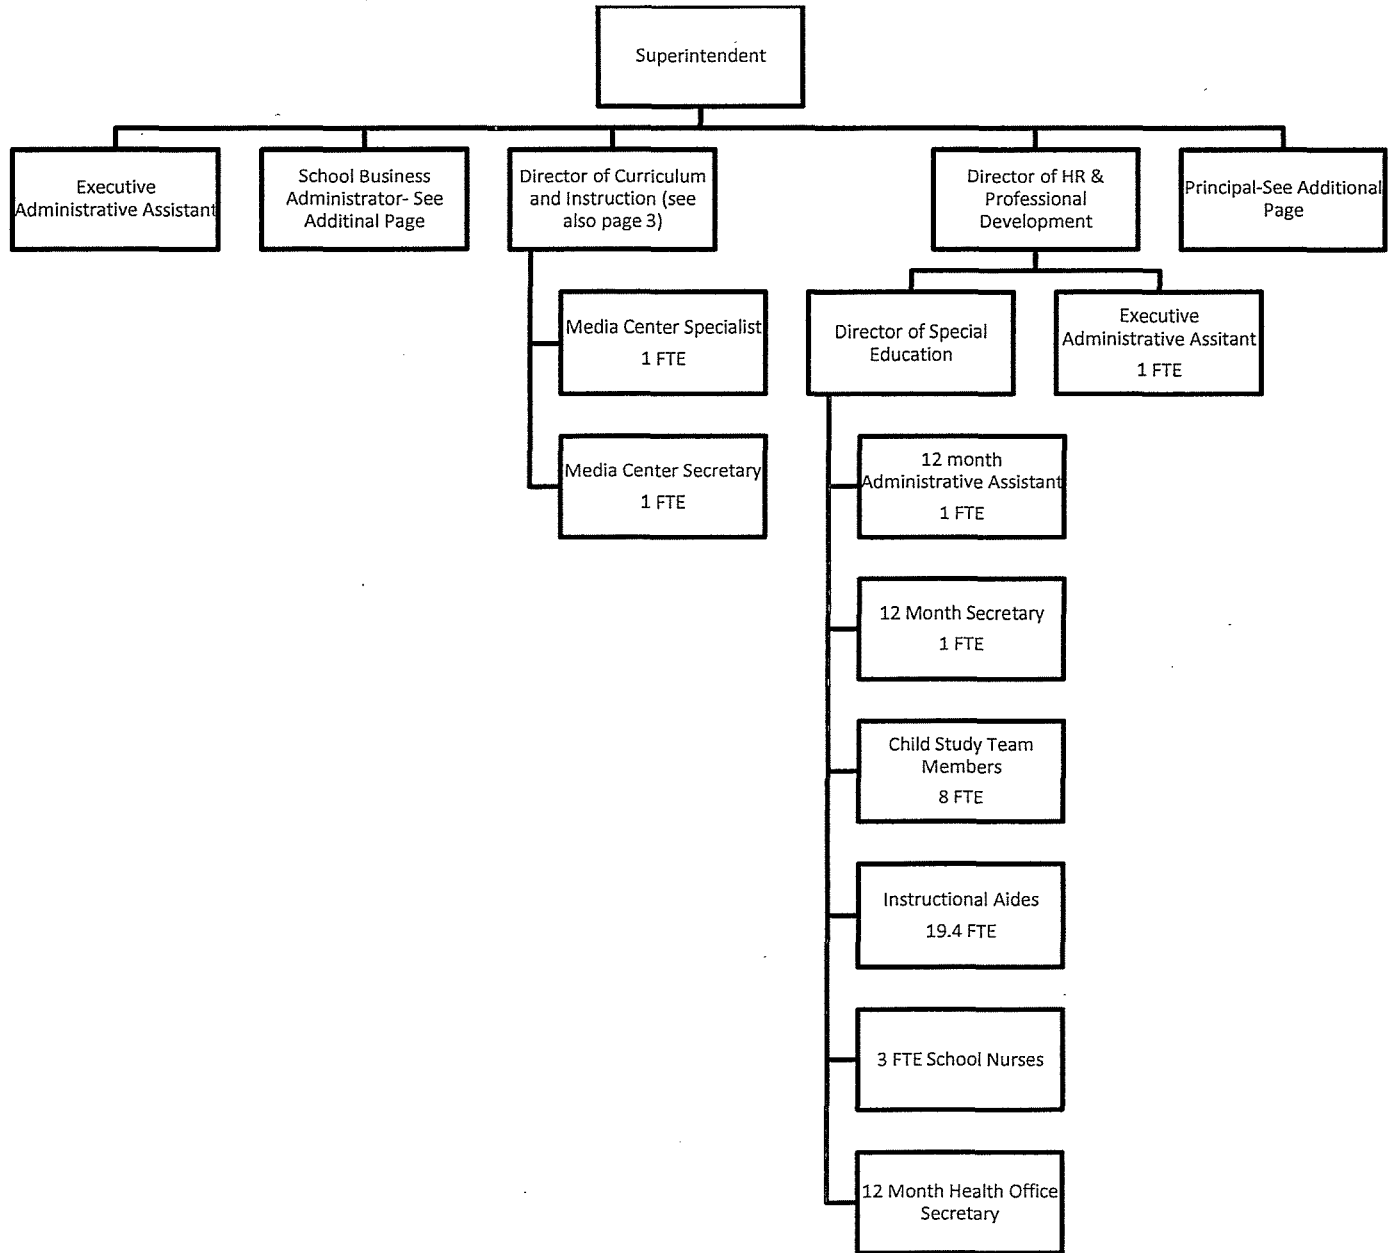 Superintendent
Executive
Administrative Assistant
School Business
Administrator- See
Additinal Page
Director of Curriculum
and Instruction (see
also page 3)
Director of HR &
Professional
Development
Principal-See Additional
Page
Media Center Specialist
1 FTE
Media Center Secretary
1 FTE
Director of Special
Education
Executive
Administrative Assitant
1 FTE
12 month
Administrative Assistant
1 FTE
12 Month Secretary
1 FTE
Child Study Team
Members
8 FTE
Instructional Aides
19.4 FTE
3 FTE School Nurses
12 Month Health Office
Secretary